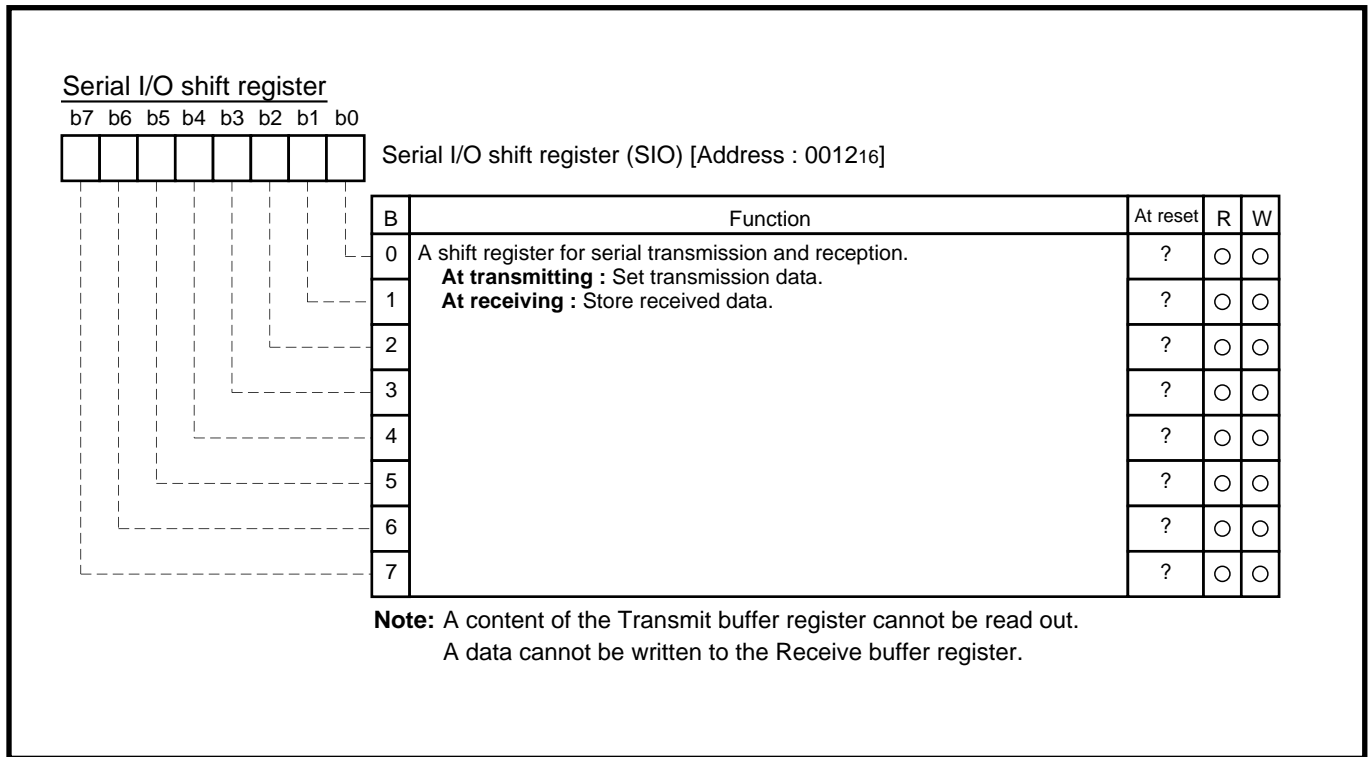 Serial I/O shift register
b7 b6 b5 b4 b3 b2 b1 b0
Serial I/O shift register (SIO) [Address : 001216]
B Function At reset R W
0 A shift register for serial transmission and reception. ? ○ ○
At transmitting : Set transmission data.
1 At receiving : Store received data. ? ○ ○
2 ? ○ ○
3 ? ○ ○
4 ? ○ ○
5 ? ○ ○
6 ? ○ ○
7 ? ○ ○
Note: A content of the Transmit buffer register cannot be read out.
A data cannot be written to the Receive buffer register.